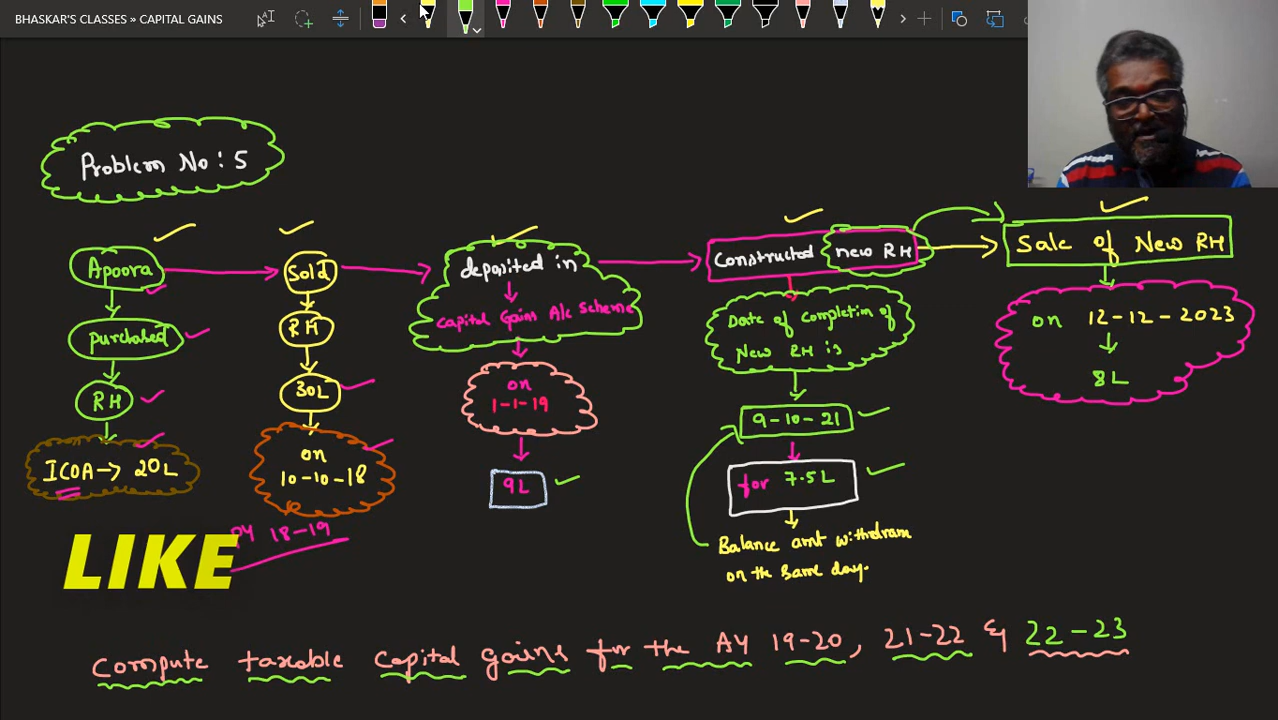 BHASKAR'S CLASSES » CAPITAL GAINS
Problem No : 5
Apoora
purchased
RH
ICOA → 20L
Sold
RH
30L
on
10-10-18
PY 18-19
deposited in
Capital Gains A/c Scheme
on
1-1-19
9L
Constructed new RH
Date of completion of
New RH is
9-10-21
for 7.5L
Balance amt withdrawn
on the same day.
Sale of New RH
on 12-12-2023
8L
LIKE
Compute taxable Capital gains for the AY 19-20, 21-22 & 22-23